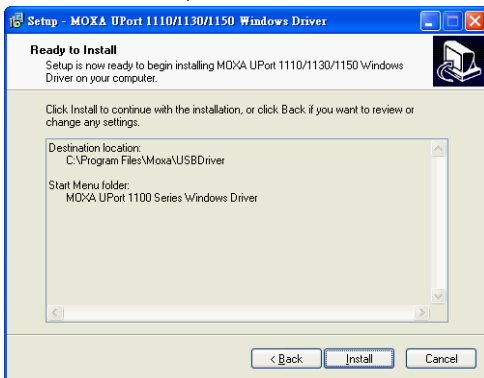 Setup - MOXA UPort 1110/1130/1150 Windows Driver
Ready to Install
Setup is now ready to begin installing MOXA UPort 1110/1130/1150 Windows
Driver on your computer.
Click Install to continue with the installation, or click Back if you want to review or
change any settings.
Destination location:
C:\Program Files\Moxa\USBDriver
Start Menu folder:
MOXA UPort 1100 Series Windows Driver
< Back
Install
Cancel